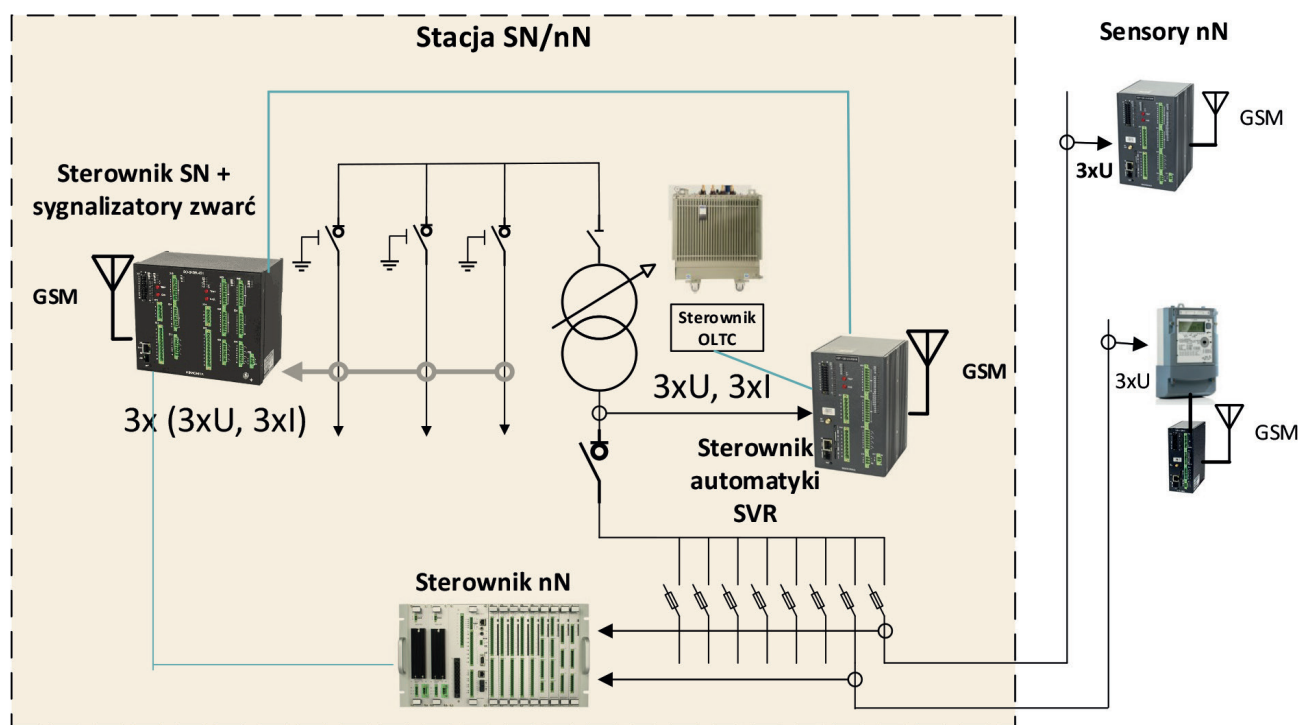 Stacja SN/nN
Sensory nN
GSM
3xU
Sterownik SN +
sygnalizatory zwarć
GSM
Sterownik
OLTC
3xU, 3xI
GSM
3x (3xU, 3xI)
Sterownik
automatyki
SVR
3xU
GSM
Sterownik nN